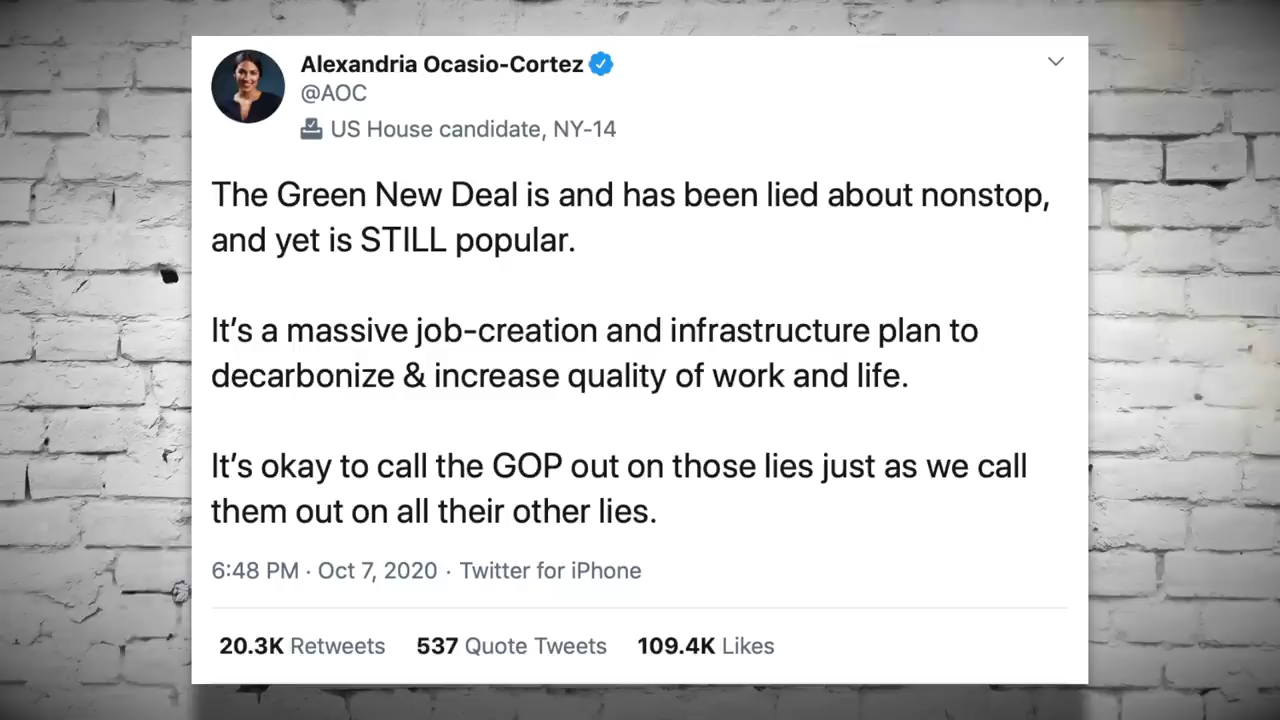 Alexandria Ocasio-Cortez
@AOC
US House candidate, NY-14
The Green New Deal is and has been lied about nonstop,
and yet is STILL popular.
It’s a massive job-creation and infrastructure plan to
decarbonize & increase quality of work and life.
It’s okay to call the GOP out on those lies just as we call
them out on all their other lies.
6:48 PM · Oct 7, 2020 · Twitter for iPhone
20.3K Retweets 537 Quote Tweets 109.4K Likes